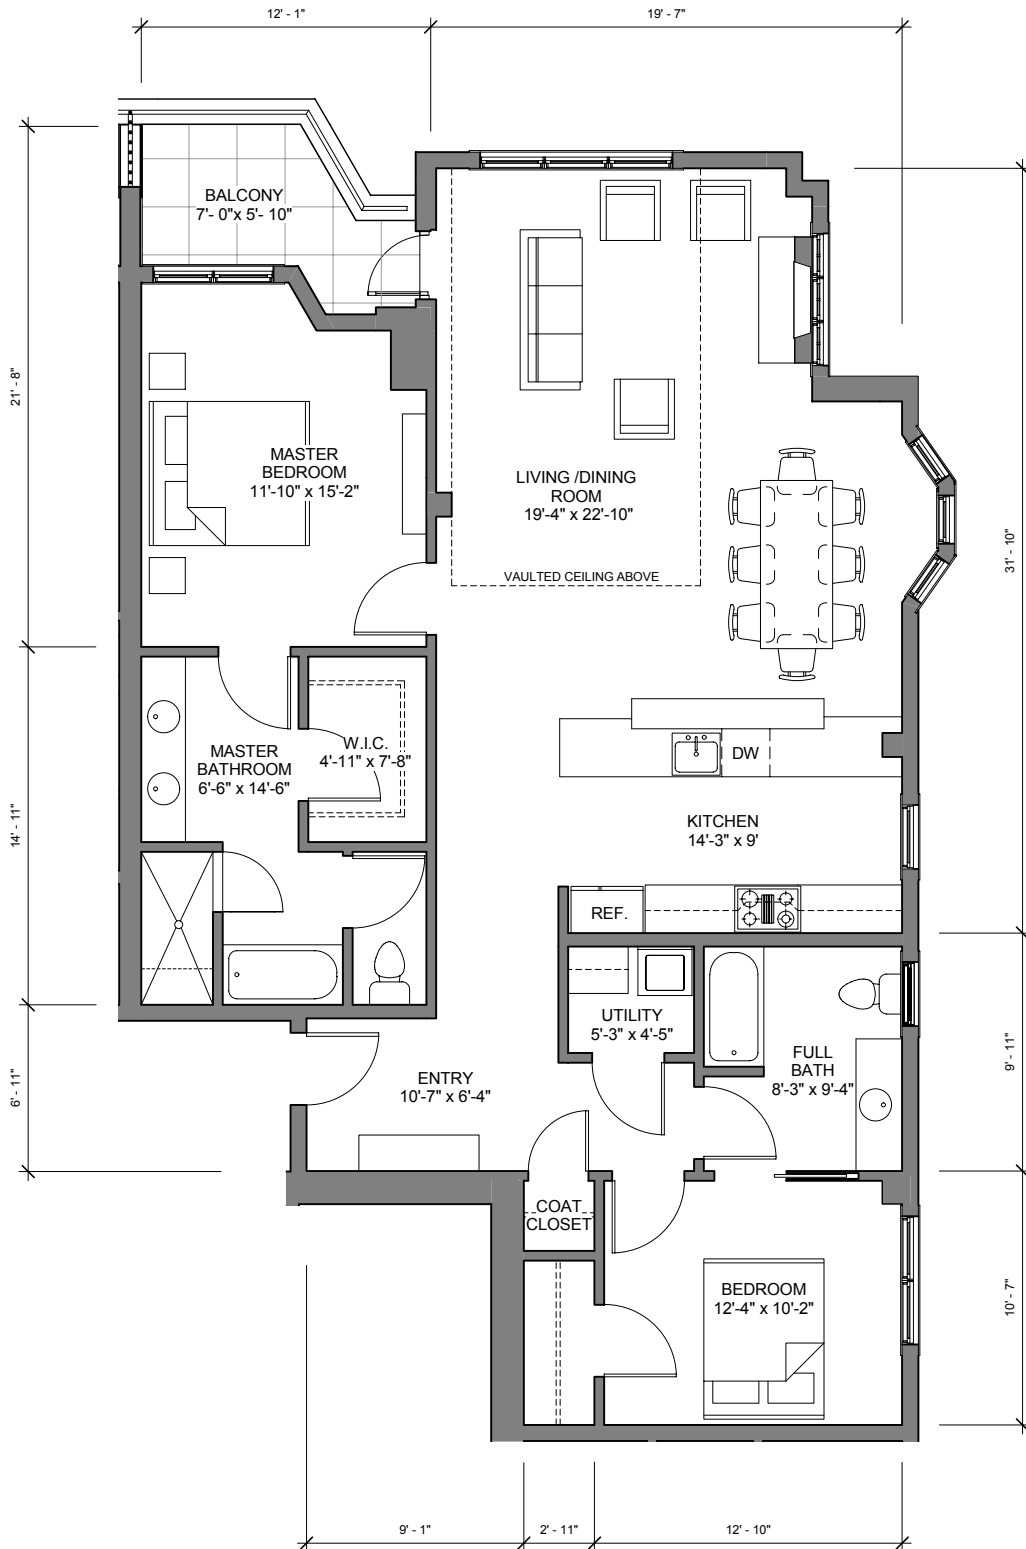 12' - 1"
19' - 7"
BALCONY
7'- 0"x 5'- 10"
21' - 8"
MASTER
BEDROOM
11'-10" x 15'-2"
LIVING /DINING
ROOM
19'-4" x 22'-10"
VAULTED CEILING ABOVE
31' - 10"
MASTER
BATHROOM
6'-6" x 14'-6"
W.I.C.
4'-11" x 7'-8"
DW
14' - 11"
KITCHEN
14'-3" x 9'
REF.
UTILITY
5'-3" x 4'-5"
FULL
BATH
8'-3" x 9'-4"
9' - 11"
ENTRY
10'-7" x 6'-4"
6' - 11"
COAT
CLOSET
BEDROOM
12'-4" x 10'-2"
10' - 7"
9' - 1"
2' - 11"
12' - 10"